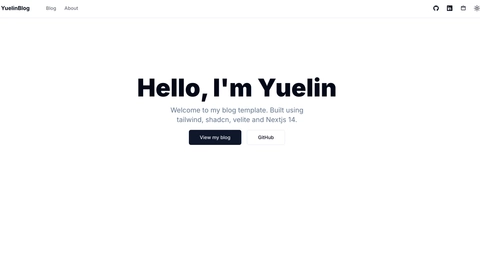 YuelinBlog
Blog
About
Hello, I'm Yuelin
Welcome to my blog template. Built using
tailwind, shadcn, velite and Nextjs 14.
View my blog
GitHub